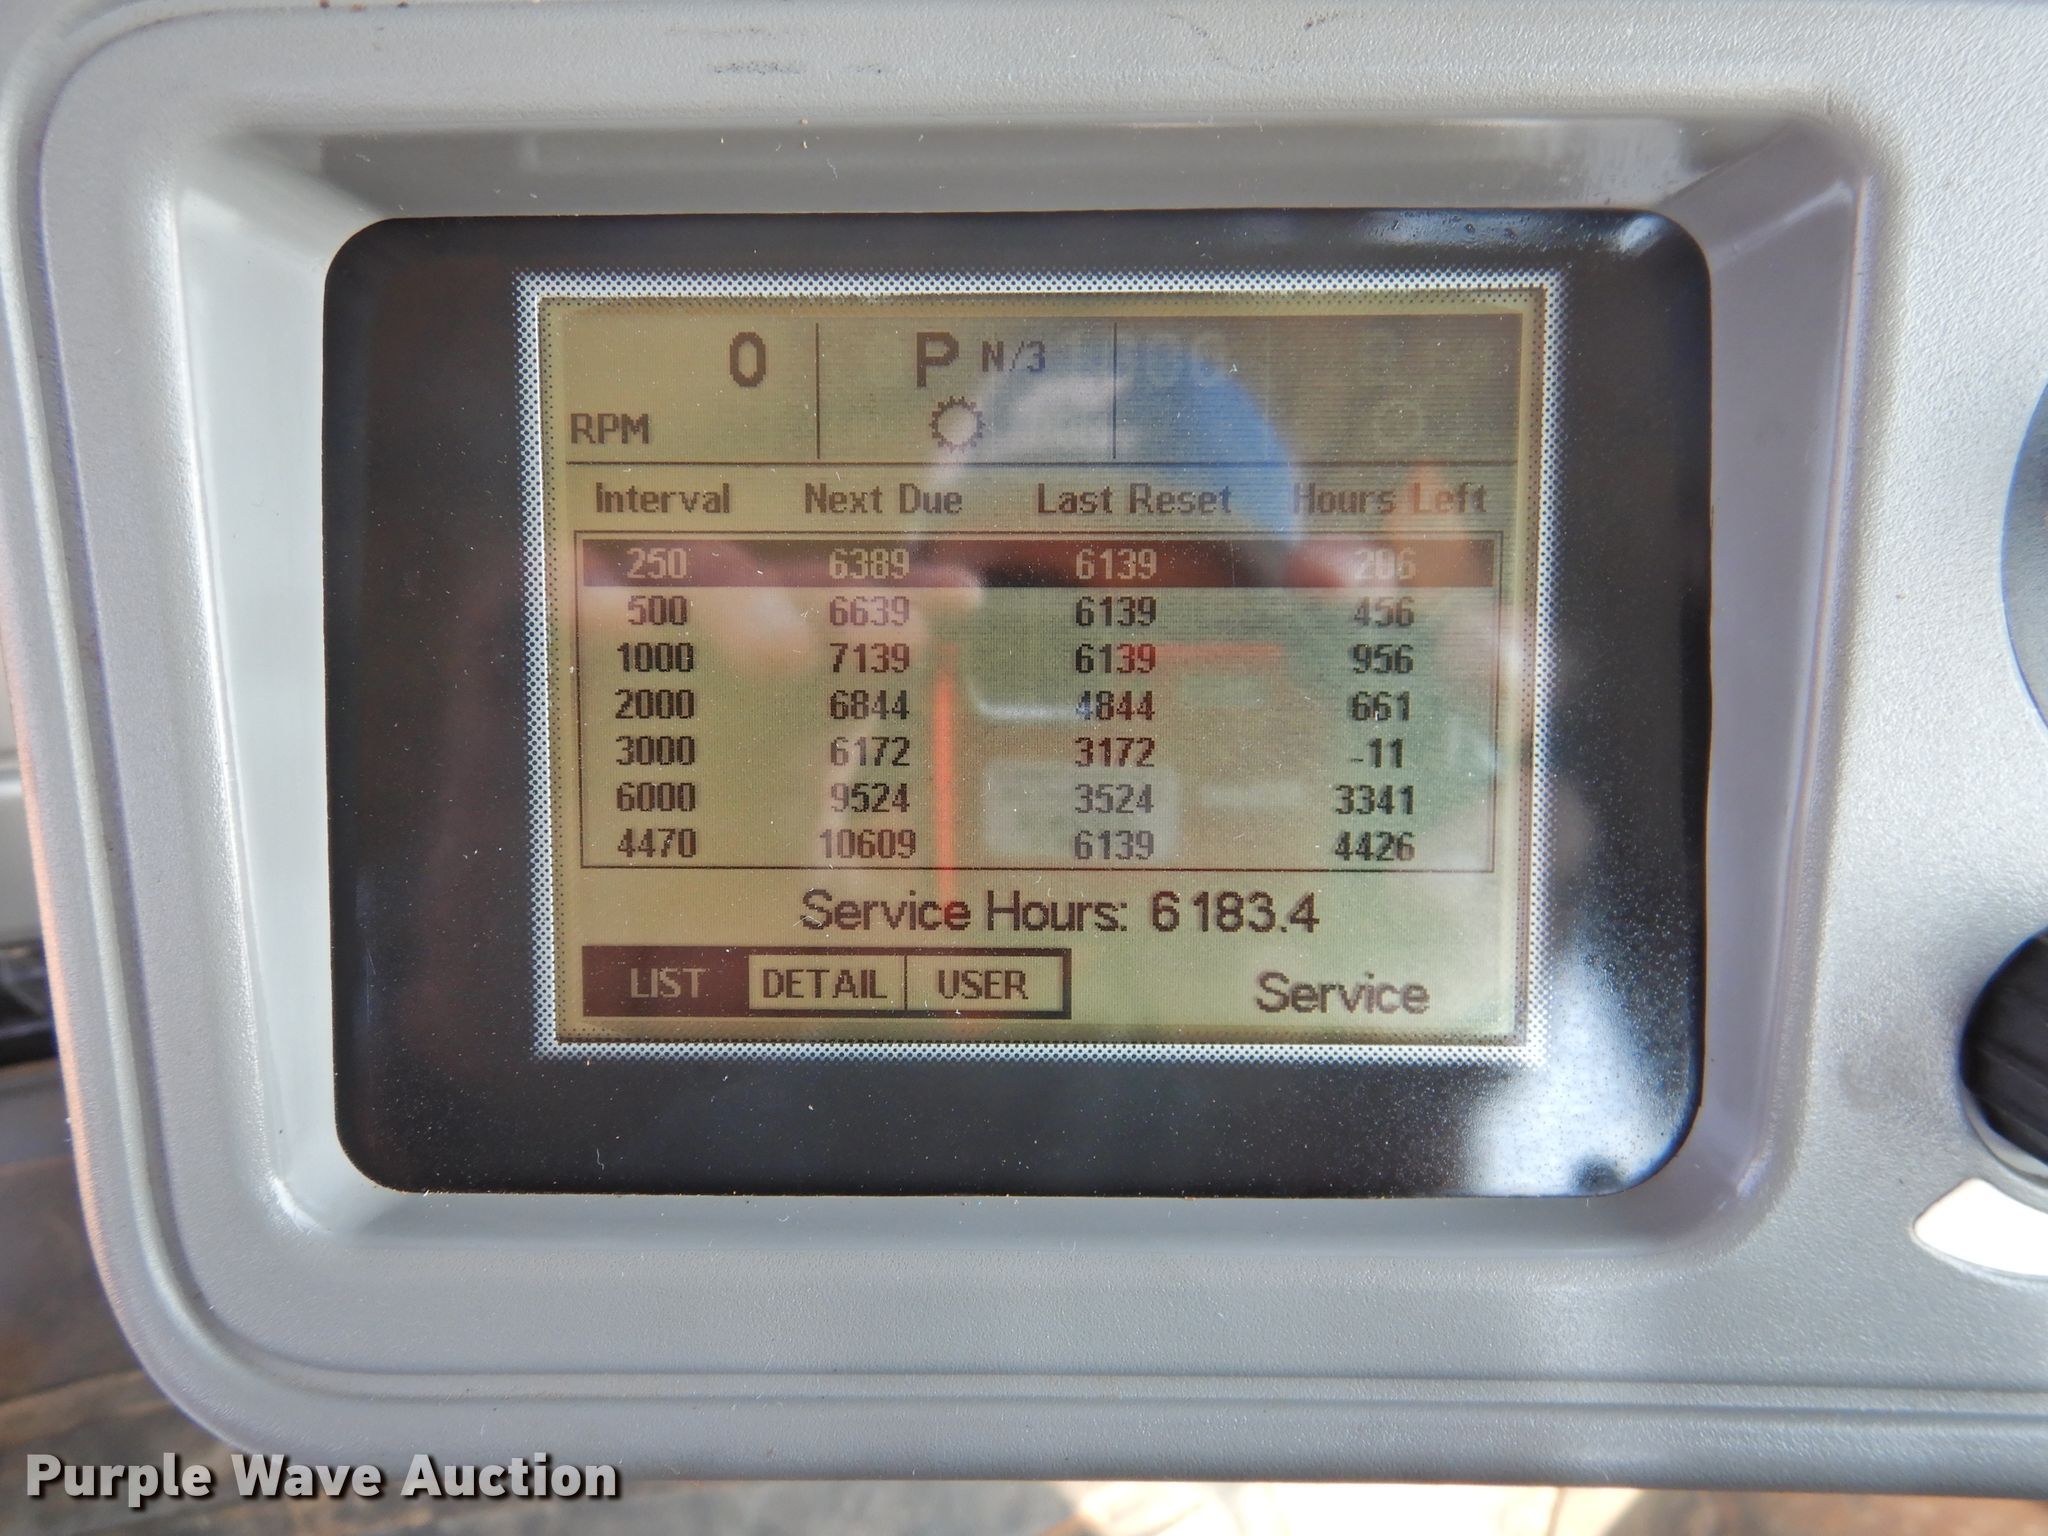 0 P N/3
RPM
Interval Next Due Last Reset Hours Left
250 6389 6139 206
500 6639 6139 456
1000 7139 6139 956
2000 6844 4844 661
3000 6172 3172 -11
6000 9524 3524 3341
4470 10609 6139 4426
Service Hours: 6183.4
LIST DETAIL USER Service
Purple Wave Auction